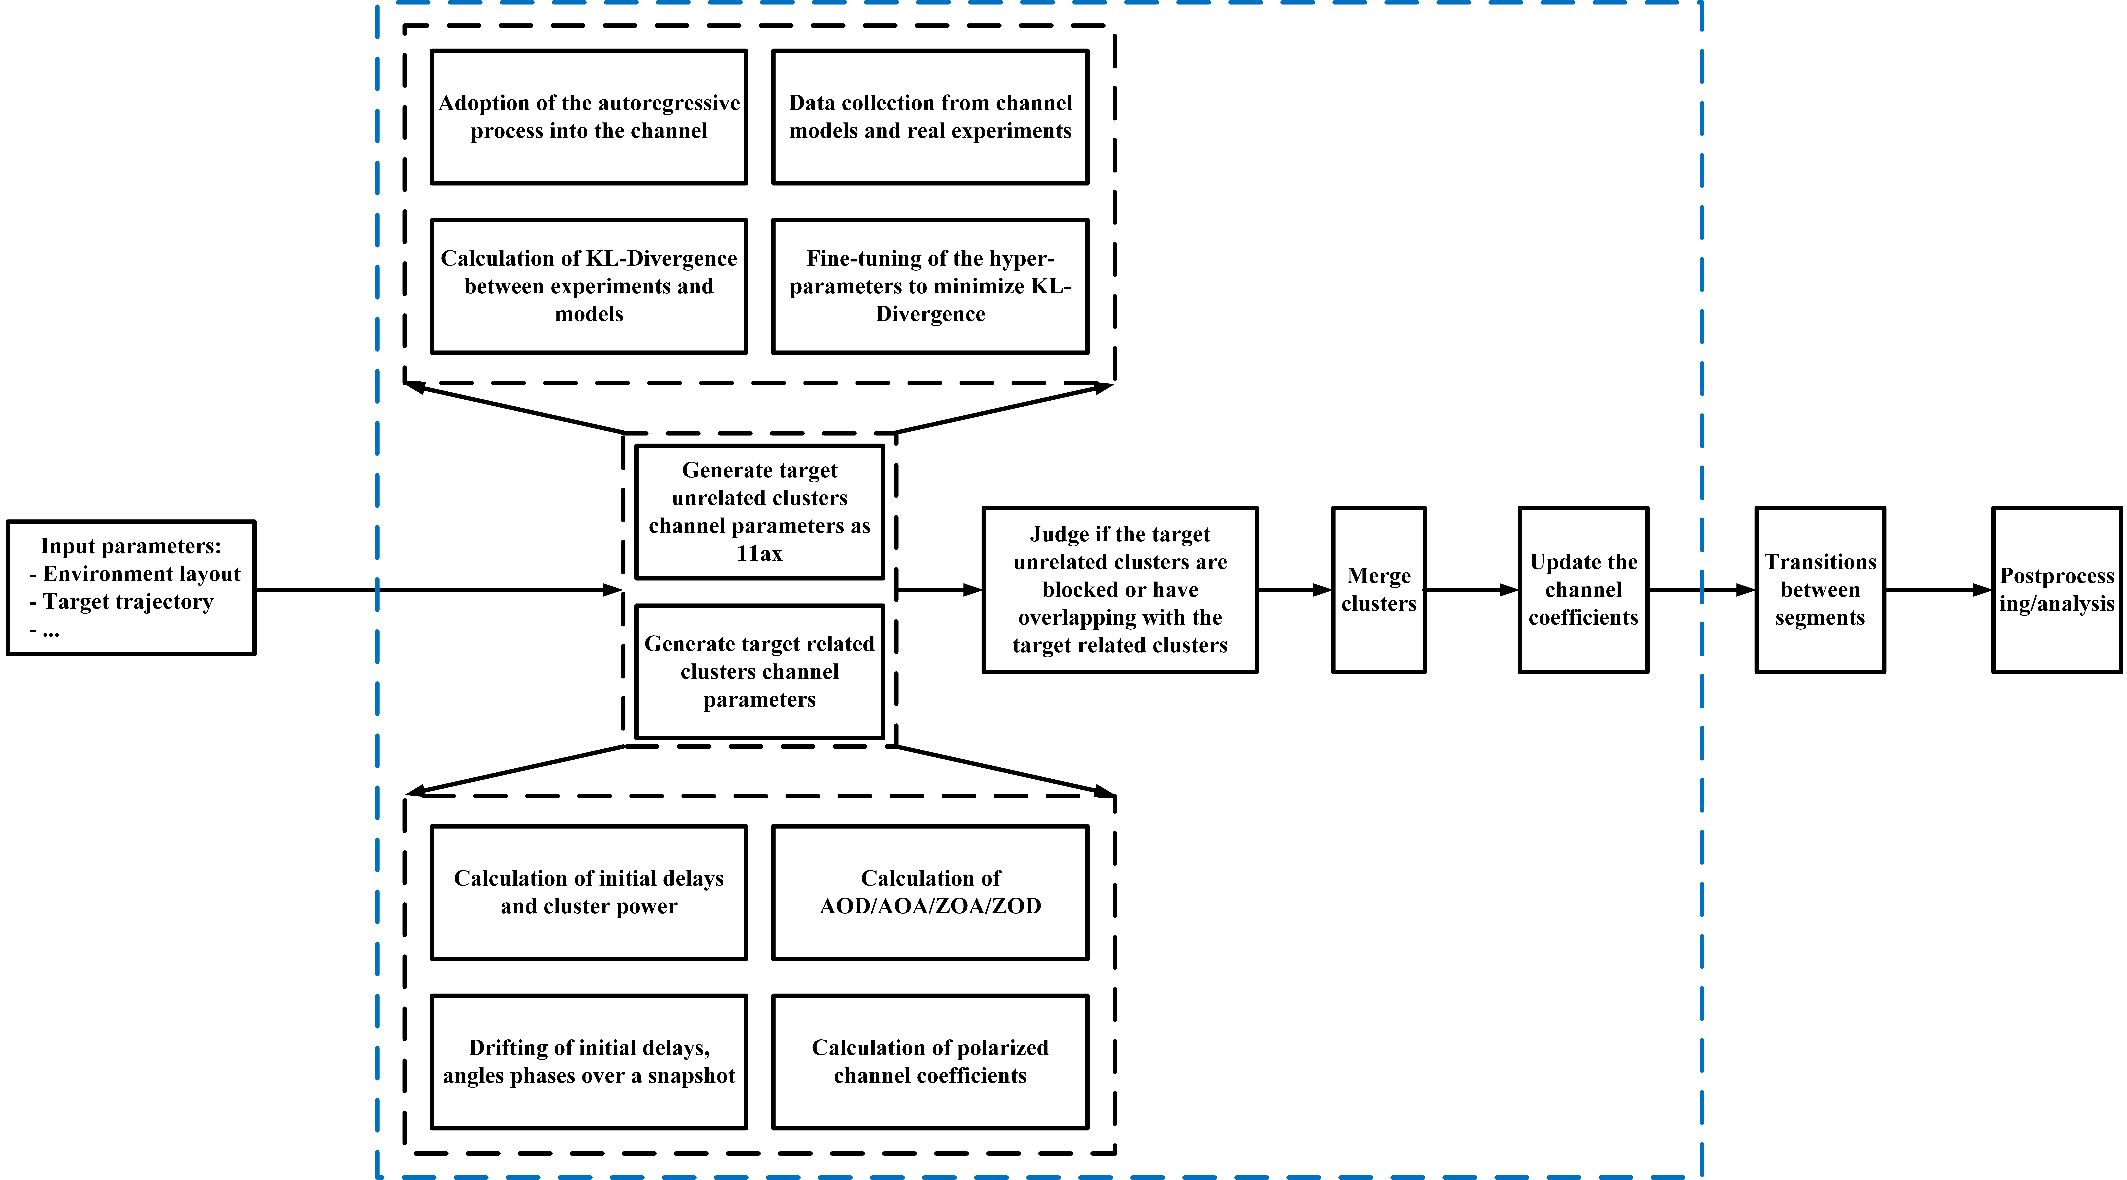 Adoption of the autoregressive
process into the channel
Data collection from channel
models and real experiments
Calculation of KL-Divergence
between experiments and
models
Fine-tuning of the hyper-
parameters to minimize KL-
Divergence
Input parameters:
- Environment layout
- Target trajectory
- ...
Generate target
unrelated clusters
channel parameters as
11ax
Generate target related
clusters channel
parameters
Judge if the target
unrelated clusters are
blocked or have
overlapping with the
target related clusters
Merge
clusters
Update the
channel
coefficients
Transitions
between
segments
Postprocess
ing/analysis
Calculation of initial delays
and cluster power
Calculation of
AOD/AOA/ZOA/ZOD
Drifting of initial delays,
angles phases over a snapshot
Calculation of polarized
channel coefficients